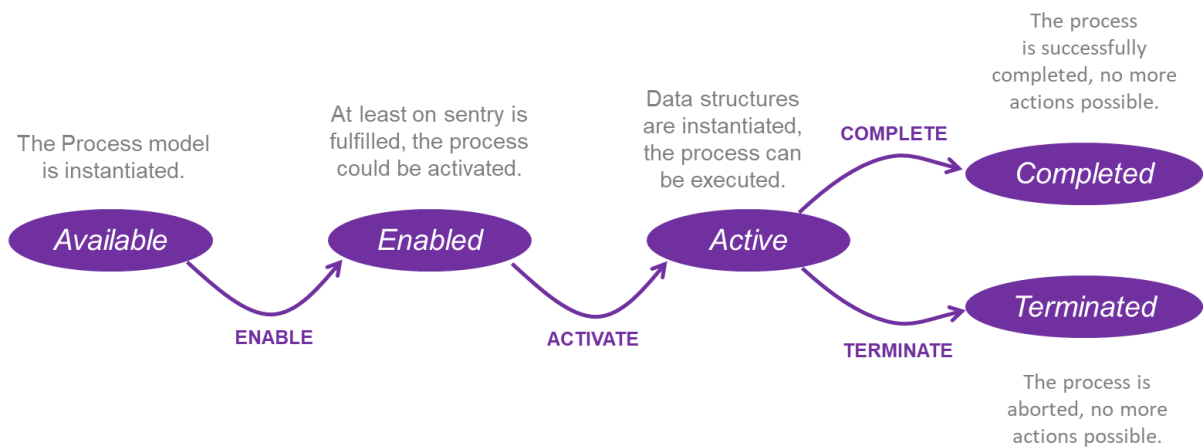 The Process model
is instantiated.
Available
ENABLE
At least on sentry is
fulfilled, the process
could be activated.
Enabled
ACTIVATE
Data structures
are instantiated,
the process can
be executed.
Active
COMPLETE
The process
is successfully
completed, no more
actions possible.
Completed
TERMINATE
Terminated
The process is
aborted, no more
actions possible.